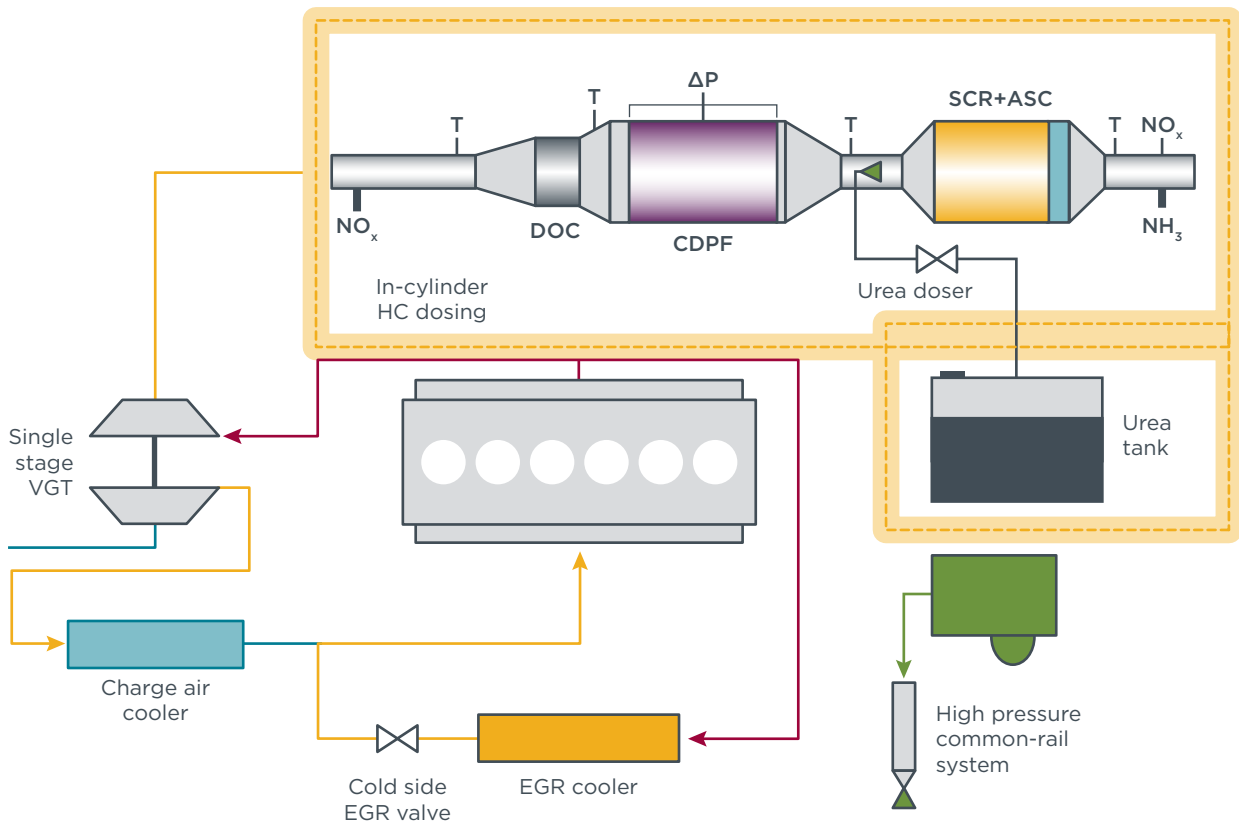 ΔP
T
T
T
SCR+ASC
T
NOₓ
NOₓ
DOC
CDPF
NH₃
In-cylinder
HC dosing
Urea doser
Single
stage
VGT
Urea
tank
Charge air
cooler
High pressure
common-rail
system
Cold side
EGR valve
EGR cooler